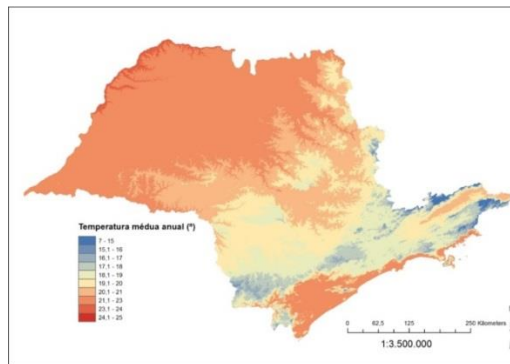 Temperatura médua anual (º)
7 - 15
15,1 - 16
16,1 - 17
17,1 - 18
18,1 - 19
19,1 - 20
20,1 - 21
21,1 - 23
23,1 - 24
24,1 - 25
0 62,5 125 250 Kilometers
1:3.500.000